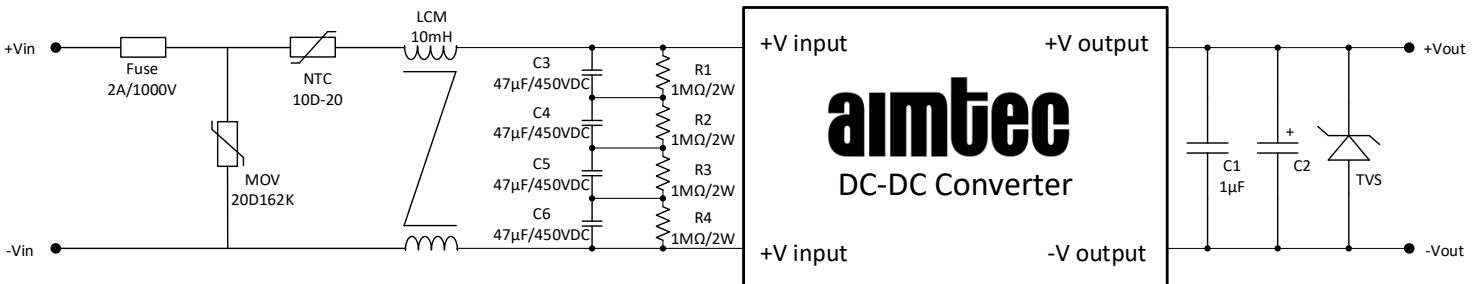 +Vin
Fuse
2A/1000V
MOV
20D162K
NTC
10D-20
LCM
10mH
C3
47µF/450VDC
C4
47µF/450VDC
C5
47µF/450VDC
C6
47µF/450VDC
R1
1MΩ/2W
R2
1MΩ/2W
R3
1MΩ/2W
R4
1MΩ/2W
-Vin
+V input
+V output
aimtec
DC-DC Converter
+V input
-V output
C1
1µF
+
C2
TVS
+Vout
-Vout